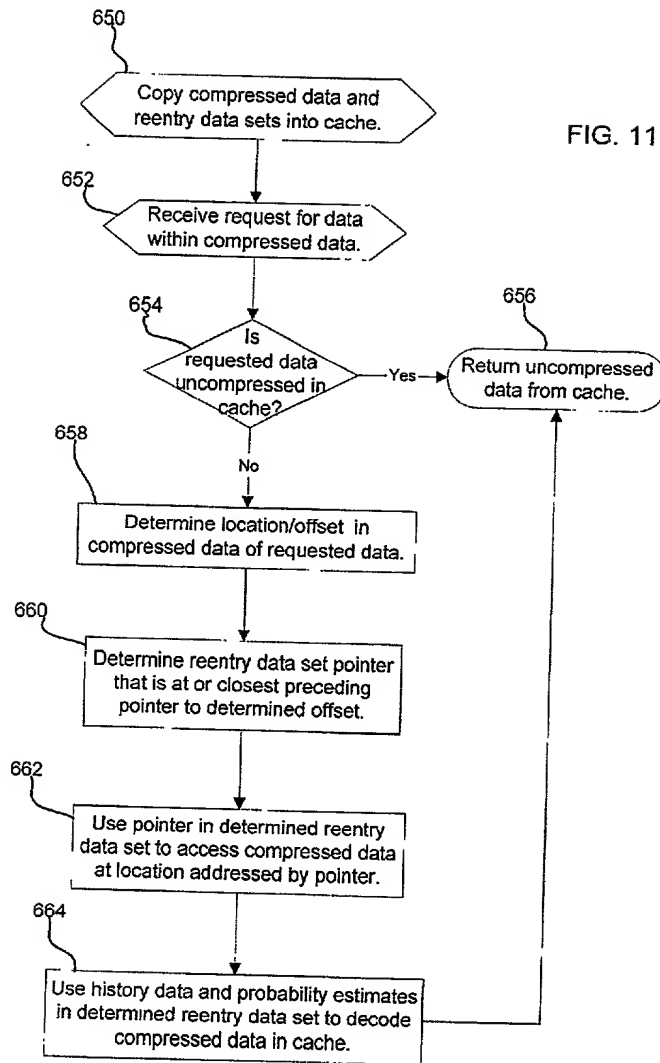 650
Copy compressed data and
reentry data sets into cache.
FIG. 11
652
Receive request for data
within compressed data.
654
Is
requested data
uncompressed in
cache?
Yes
656
Return uncompressed
data from cache.
No
658
Determine location/offset in
compressed data of requested data.
660
Determine reentry data set pointer
that is at or closest preceding
pointer to determined offset.
662
Use pointer in determined reentry
data set to access compressed data
at location addressed by pointer.
664
Use history data and probability estimates
in determined reentry data set to decode
compressed data in cache.